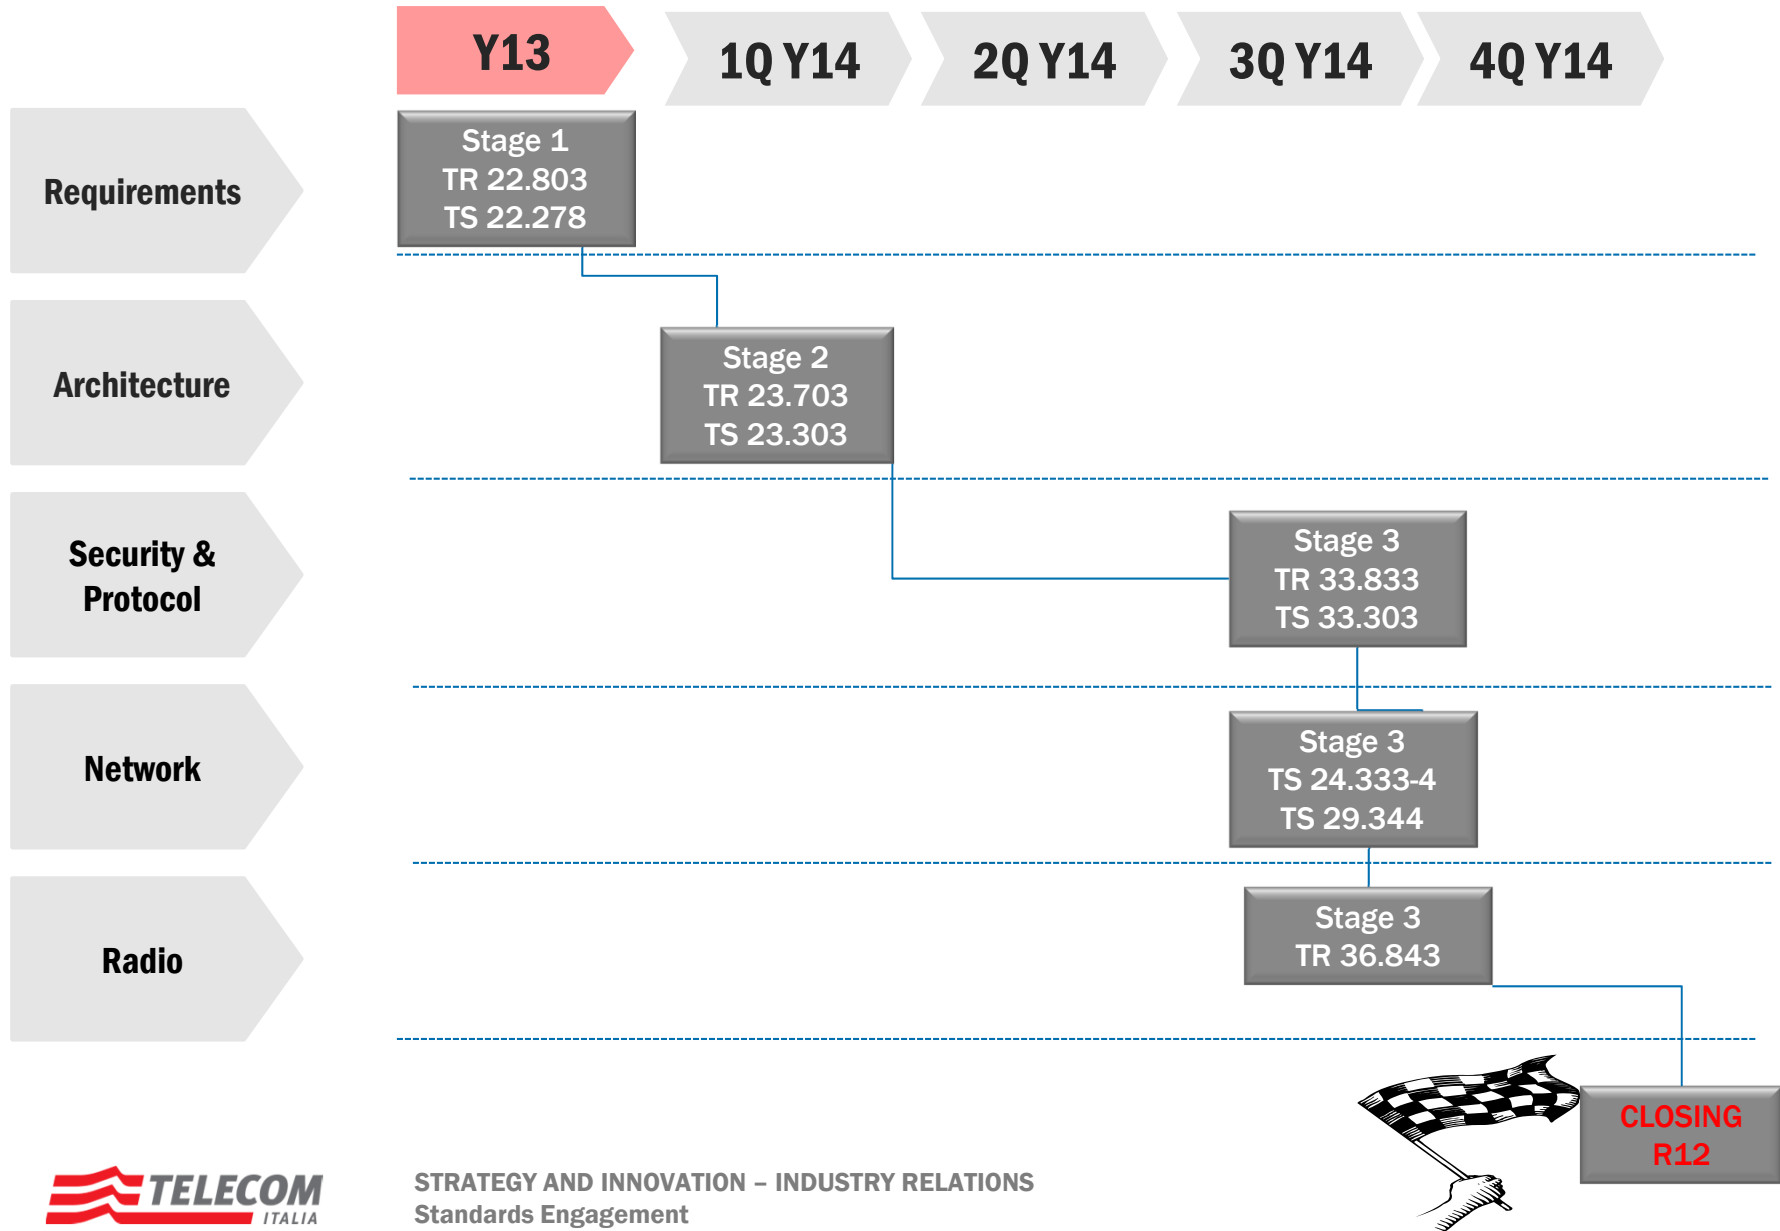 Y13
1Q Y14
2Q Y14
3Q Y14
4Q Y14
Requirements
Stage 1
TR 22.803
TS 22.278
Architecture
Stage 2
TR 23.703
TS 23.303
Security &
Protocol
Stage 3
TR 33.833
TS 33.303
Network
Stage 3
TS 24.333-4
TS 29.344
Radio
Stage 3
TR 36.843
CLOSING
R12
TELECOM
ITALIA
STRATEGY AND INNOVATION – INDUSTRY RELATIONS
Standards Engagement